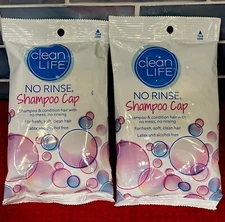 clean
LIFE
NO RINSE
Shampoo Cap
Shampoo & condition hair with
no mess, no rinsing
For fresh, soft, clean hair
Latex and alcohol free
clean
LIFE
NO RINSE
Shampoo Cap
Shampoo & condition hair with
no mess, no rinsing
For fresh, soft, clean hair
Latex and alcohol free